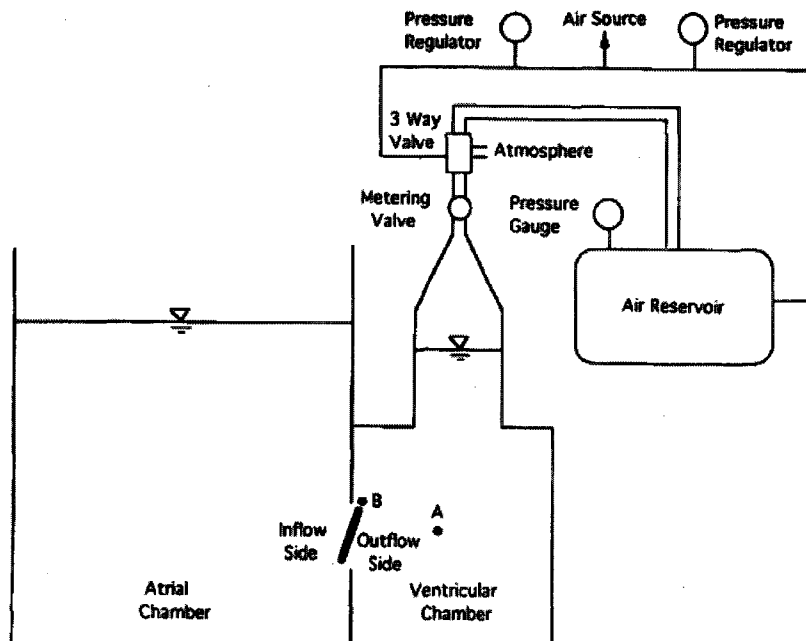 Pressure
Regulator
Air Source
Pressure
Regulator
3 Way
Valve
Atmosphere
Metering
Valve
Pressure
Gauge
Air Reservoir
B
A
Inflow
Side
Outflow
Side
Atrial
Chamber
Ventricular
Chamber